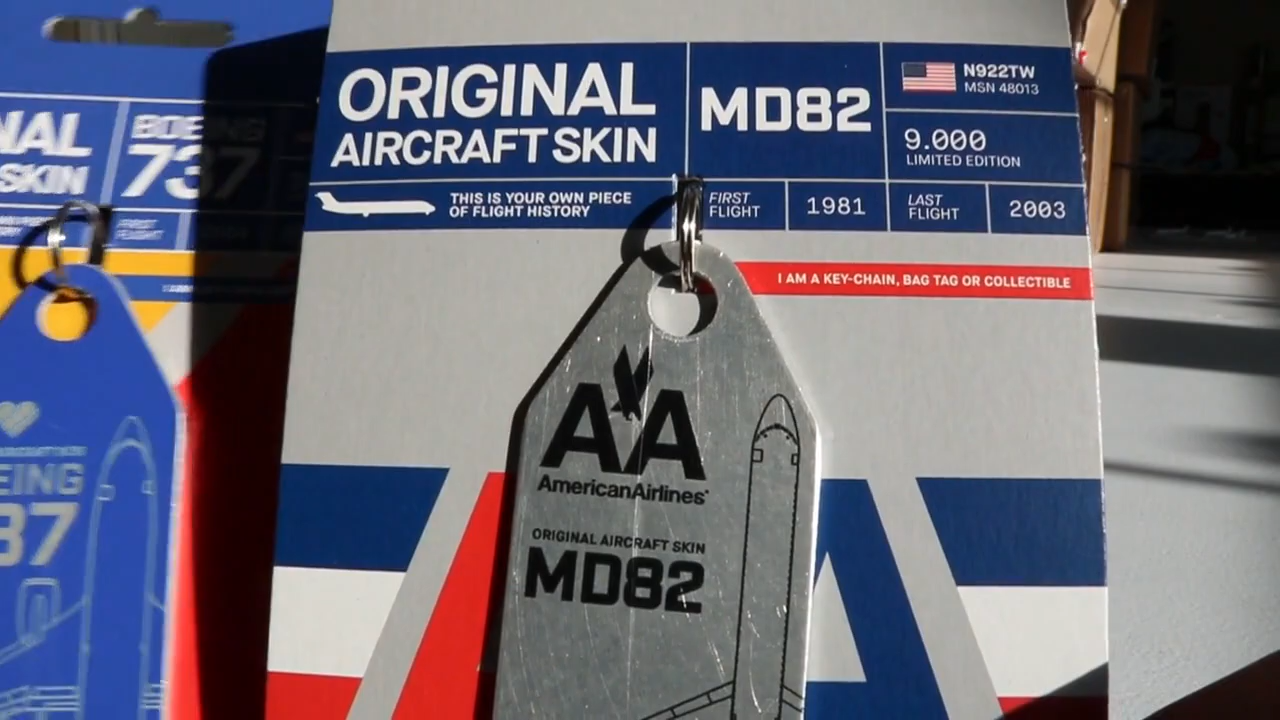 ORIGINAL
AIRCRAFT SKIN
MD82
N922TW
MSN 48013
9.000
LIMITED EDITION
THIS IS YOUR OWN PIECE
OF FLIGHT HISTORY
FIRST
FLIGHT
1981
LAST
FLIGHT
2003
I AM A KEY-CHAIN, BAG TAG OR COLLECTIBLE
AA
AmericanAirlines
ORIGINAL AIRCRAFT SKIN
MD82
NAL
SKIN
BOEING
737
FIRST
FLIGHT
EING
37